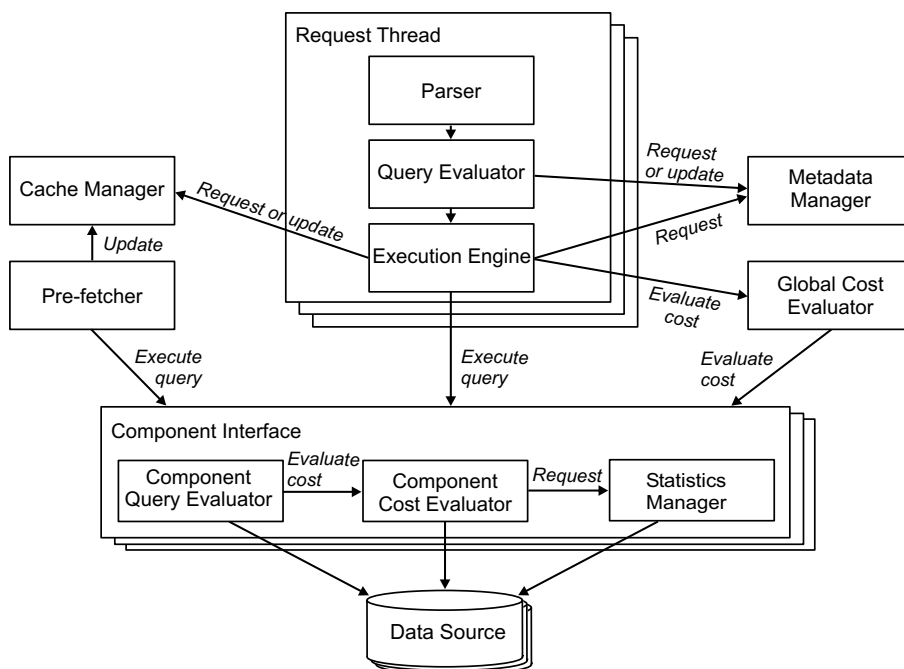 Request Thread
Parser
Query Evaluator
Request
or update
Cache Manager
Metadata
Manager
Request or update
Request
Update
Execution Engine
Pre-fetcher
Evaluate
cost
Global Cost
Evaluator
Execute
query
Execute
query
Evaluate
cost
Component Interface
Component
Query Evaluator
Evaluate
cost
Component
Cost Evaluator
Request
Statistics
Manager
Data Source